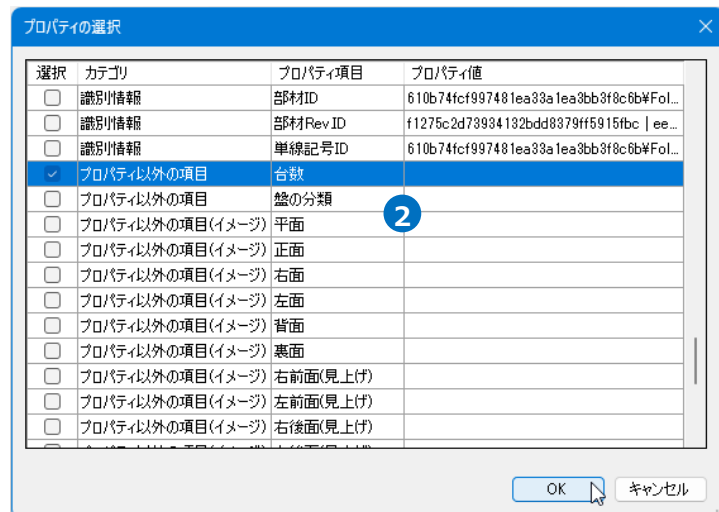 プロパティの選択
選択 カテゴリ プロパティ項目 プロパティ値
識別情報 部材ID 610b74fcf997481ea33a1ea3bb3f8c6b¥Fol...
識別情報 部材Rev.ID f1275c2d73934132bdd8379ff5915fbc | ee...
識別情報 単線記号ID 610b74fcf997481ea33a1ea3bb3f8c6b¥Fol...
プロパティ以外の項目 台数
プロパティ以外の項目 盤の分類
2
プロパティ以外の項目(イメージ) 平面
プロパティ以外の項目(イメージ) 正面
プロパティ以外の項目(イメージ) 右面
プロパティ以外の項目(イメージ) 左面
プロパティ以外の項目(イメージ) 背面
プロパティ以外の項目(イメージ) 裏面
プロパティ以外の項目(イメージ) 右前面(見上げ)
プロパティ以外の項目(イメージ) 左前面(見上げ)
プロパティ以外の項目(イメージ) 右後面(見上げ)
OK キャンセル